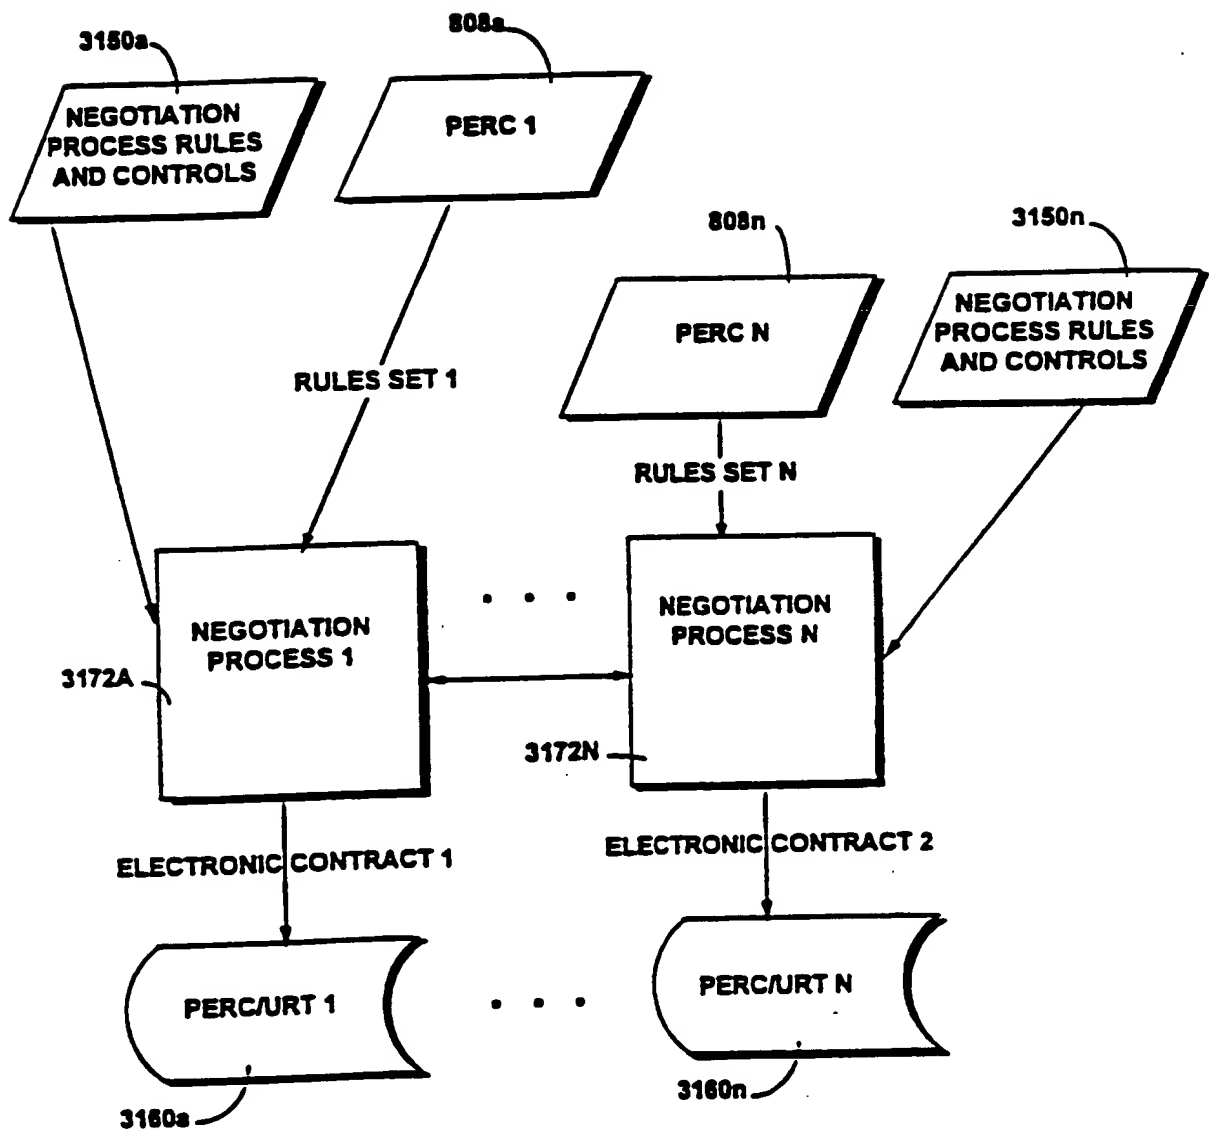 3150a
808a
NEGOTIATION
PROCESS RULES
AND CONTROLS
PERC 1
808n
3150n
PERC N
NEGOTIATION
PROCESS RULES
AND CONTROLS
RULES SET 1
RULES SET N
NEGOTIATION
PROCESS 1
NEGOTIATION
PROCESS N
3172A
3172N
ELECTRONIC CONTRACT 1
ELECTRONIC CONTRACT 2
PERC/URT 1
PERC/URT N
3160a
3160n